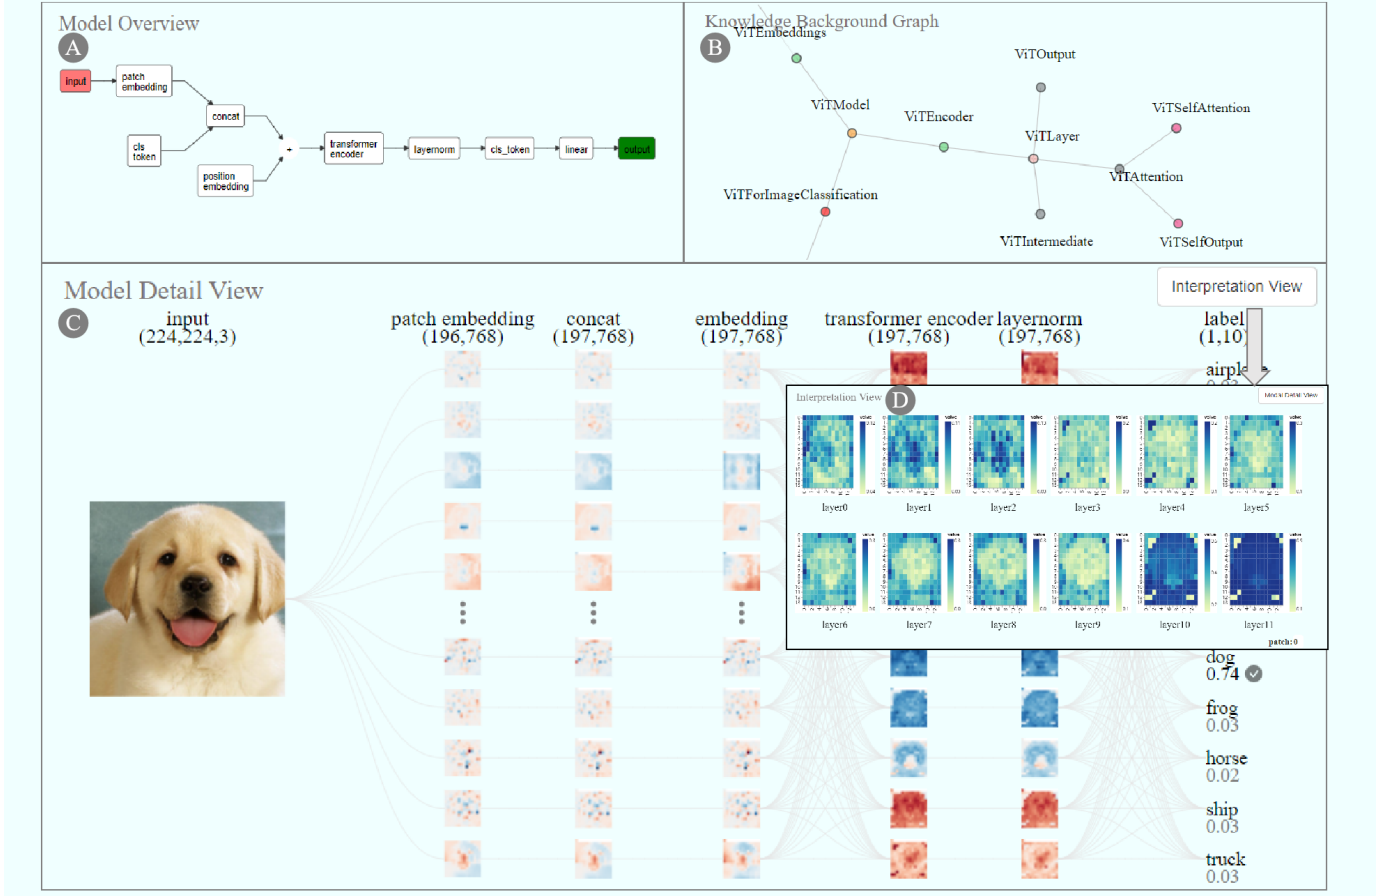 Model Overview
A
input
patch
embedding
concat
cls
token
position
embedding
+
transformer
encoder
layernorm
cls_token
linear
output
Knowledge Background Graph
B
ViTEmbeddings
ViTModel
ViTEncoder
ViTOutput
ViTLayer
ViTSelfAttention
ViTAttention
ViTForImageClassification
ViTIntermediate
ViTSelfOutput
Model Detail View
C
Interpretation View
input
(224,224,3)
patch embedding
(196,768)
concat
(197,768)
embedding
(197,768)
transformer encoder
(197,768)
layernorm
(197,768)
label
(1,10)
Interpretation View
D
Model Detail View
layer0
layer1
layer2
layer3
layer4
layer5
layer6
layer7
layer8
layer9
layer10
layer11
patch: 0
dog
0.74
frog
0.03
horse
0.02
ship
0.03
truck
0.03